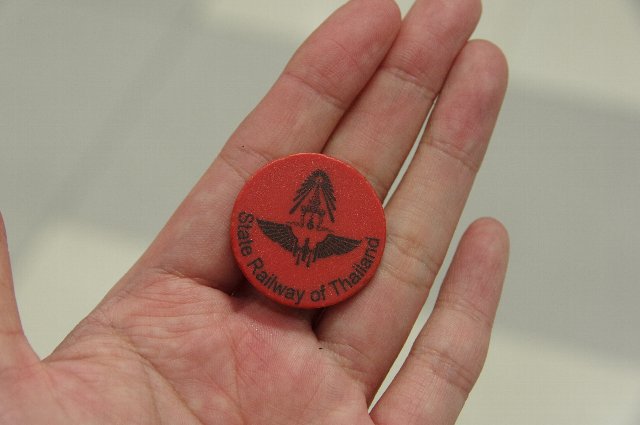 State Railway of Thailand